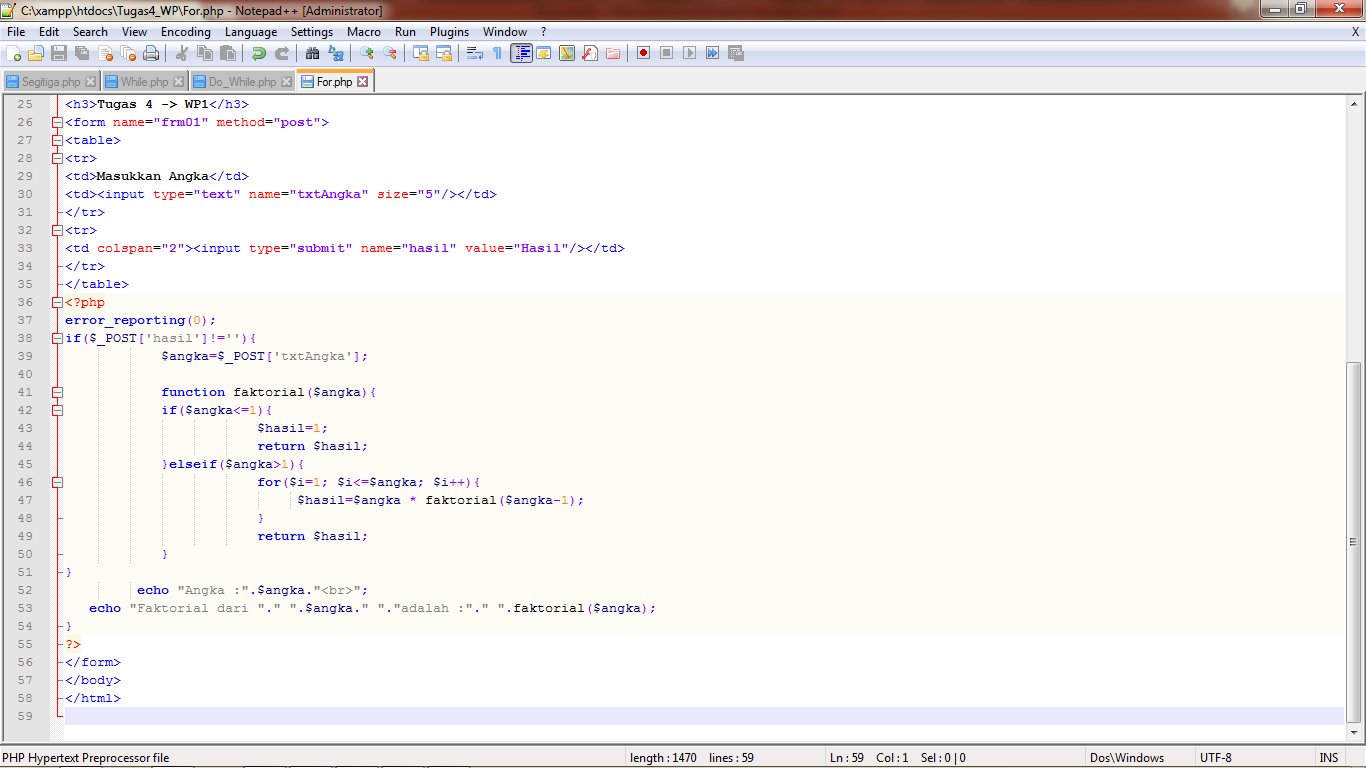 C:\xampp\htdocs\Tugas4_WP\For.php - Notepad++ [Administrator]
File Edit Search View Encoding Language Settings Macro Run Plugins Window ? X
Segitiga.php While.php Do_While.php For.php
25 <h3>Tugas 4 -> WP1</h3>
26 <form name="frm01" method="post">
27 <table>
28 <tr>
29 <td>Masukkan Angka</td>
30 <td><input type="text" name="txtAngka" size="5"/></td>
31 </tr>
32 <tr>
33 <td colspan="2"><input type="submit" name="hasil" value="Hasil"/></td>
34 </tr>
35 </table>
36 <?php
37 error_reporting(0);
38 if($_POST['hasil']!=''){
39 $angka=$_POST['txtAngka'];
40
41 function faktorial($angka){
42 if($angka<=1){
43 $hasil=1;
44 return $hasil;
45 }elseif($angka>1){
46 for($i=1; $i<=$angka; $i++){
47 $hasil=$angka * faktorial($angka-1);
48 }
49 return $hasil;
50 }
51 }
52 echo "Angka :".$angka."<br>";
53 echo "Faktorial dari "." ".$angka." "."adalah :"." ".faktorial($angka);
54 }
55 ?>
56 </form>
57 </body>
58 </html>
59
PHP Hypertext Preprocessor file length : 1470 lines : 59 Ln : 59 Col : 1 Sel : 0 | 0 Dos\Windows UTF-8 INS